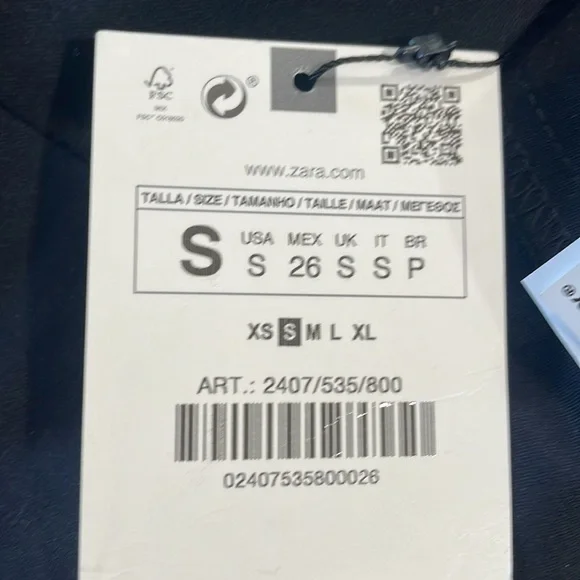 FSC
®
www.zara.com
TALLA / SIZE / TAMANHO / TAILLE / MAAT / ΜΕΓΕΘΟΣ
S USA MEX UK IT BR
S 26 S S P
XS S M L XL
ART.: 2407/535/800
02407535800026